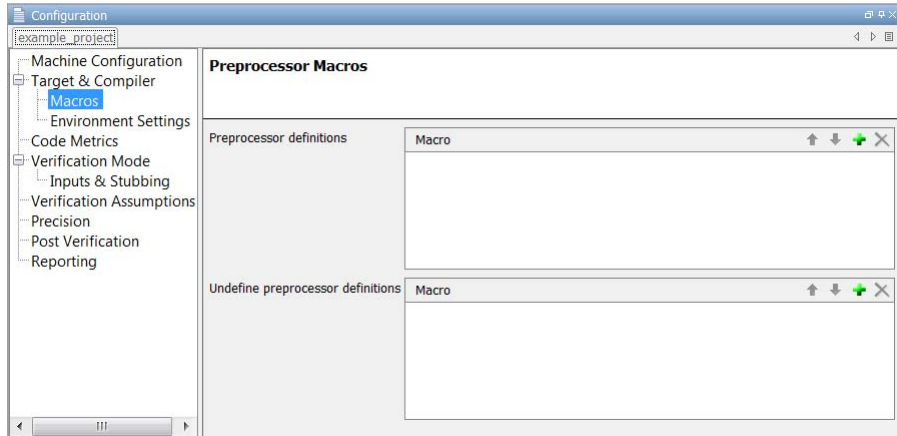 Configuration
example_project
Machine Configuration
Target & Compiler
Macros
Environment Settings
Code Metrics
Verification Mode
Inputs & Stubbing
Verification Assumptions
Precision
Post Verification
Reporting
Preprocessor Macros
Preprocessor definitions
Macro
Undefine preprocessor definitions
Macro